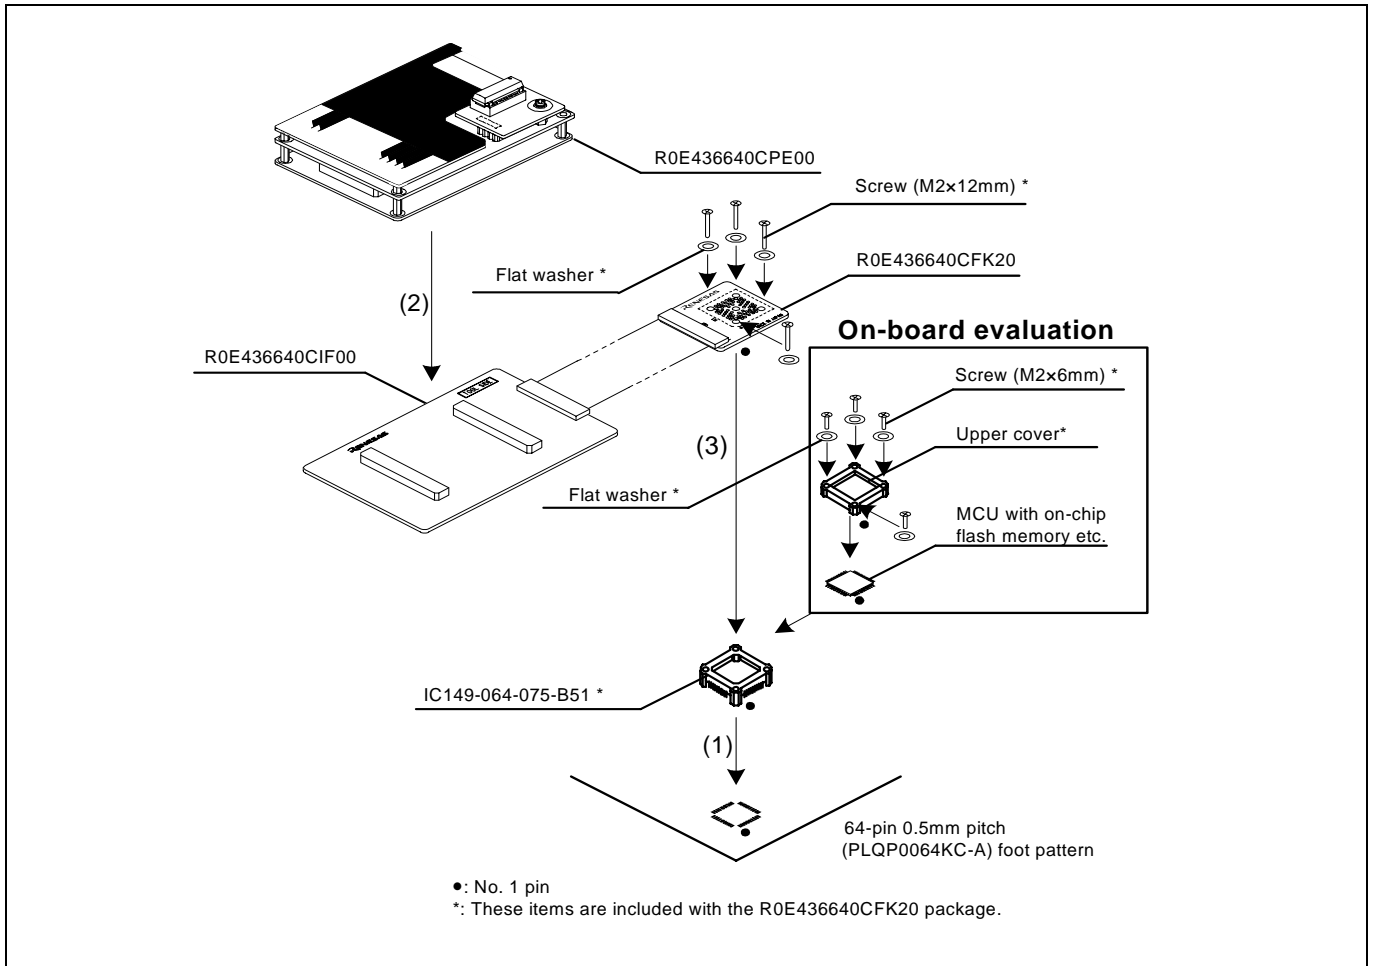 R0E436640CPE00
Screw (M2×12mm) *
R0E436640CFK20
Flat washer *
(2)
RENESAS
On-board evaluation
R0E436640CIF00
Screw (M2×6mm) *
Upper cover*
(3)
RENESAS
Flat washer *
MCU with on-chip
flash memory etc.
IC149-064-075-B51 *
(1)
64-pin 0.5mm pitch
(PLQP0064KC-A) foot pattern
●: No. 1 pin
*: These items are included with the R0E436640CFK20 package.